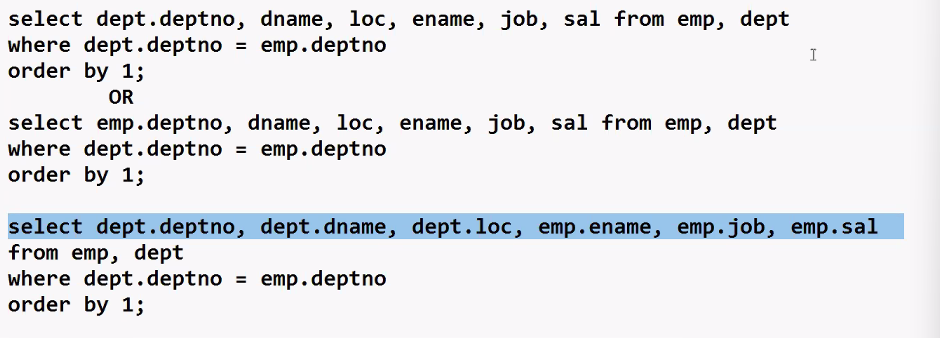 select dept.deptno, dname, loc, ename, job, sal from emp, dept
where dept.deptno = emp.deptno
order by 1;
OR
select emp.deptno, dname, loc, ename, job, sal from emp, dept
where dept.deptno = emp.deptno
order by 1;
select dept.deptno, dept.dname, dept.loc, emp.ename, emp.job, emp.sal
from emp, dept
where dept.deptno = emp.deptno
order by 1;